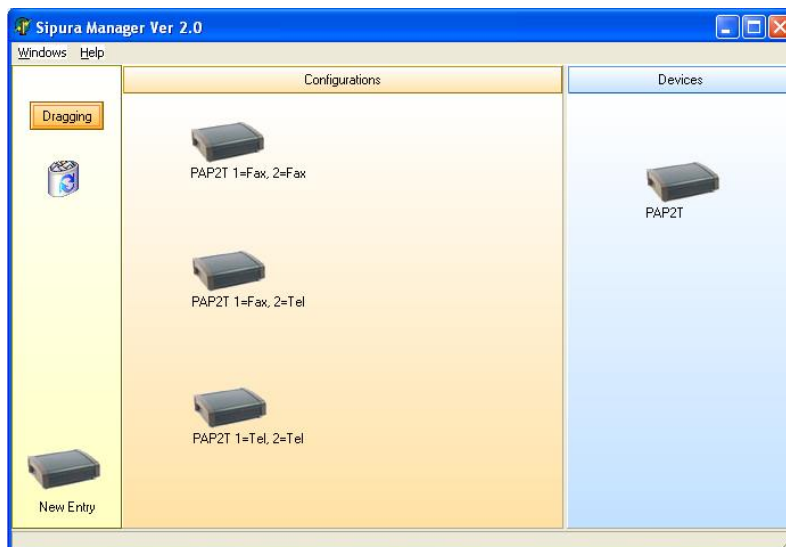 Sipura Manager Ver 2.0
Windows Help
Configurations
Devices
Dragging
PAP2T 1=Fax, 2=Fax
PAP2T
PAP2T 1=Fax, 2=Tel
PAP2T 1=Tel, 2=Tel
New Entry